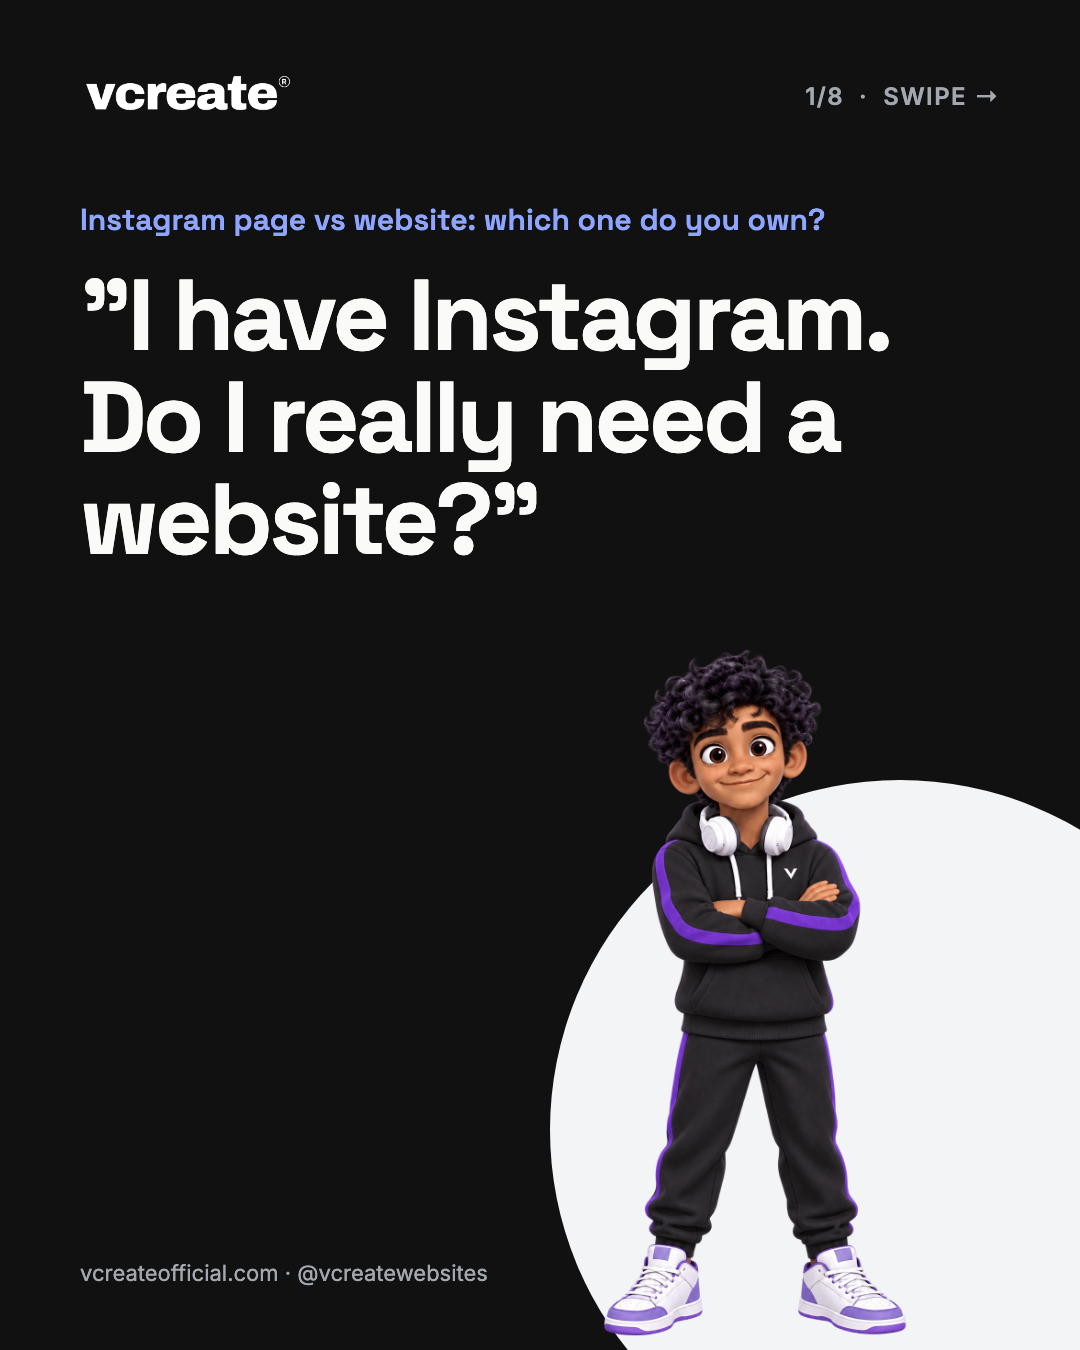 vcreate®
1/8 · SWIPE →
Instagram page vs website: which one do you own?
”I have Instagram.
Do I really need a
website?”
V
vcreateofficial.com · @vcreatewebsites